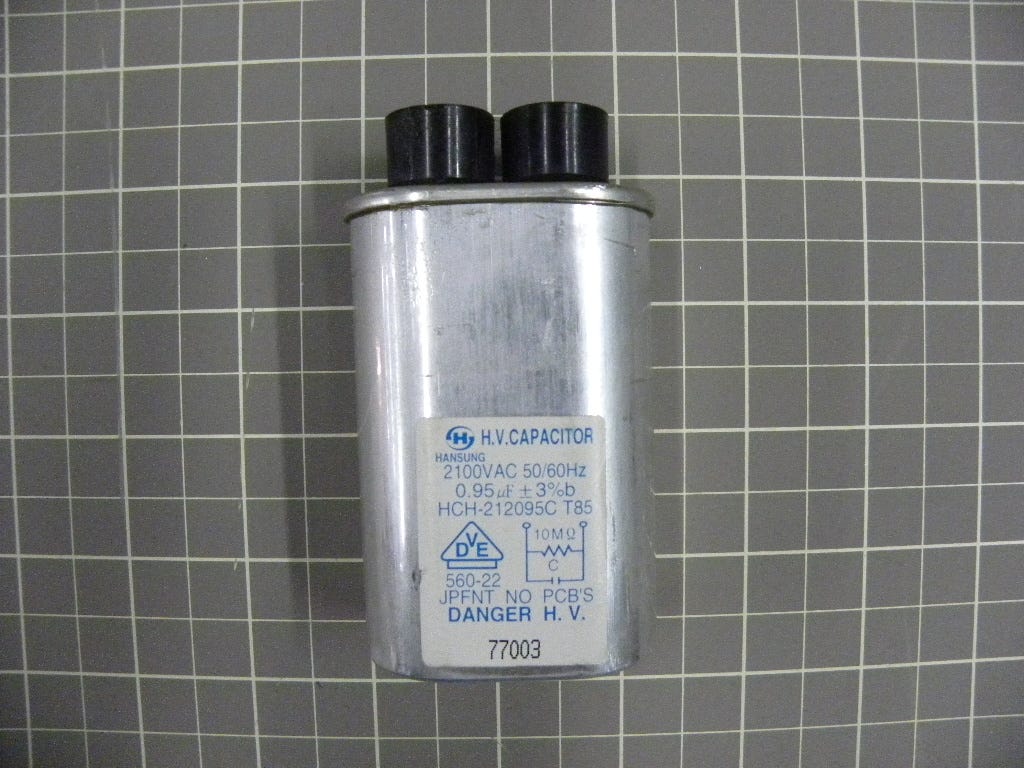 H H.V.CAPACITOR
HANSUNG
2100VAC 50/60Hz
0.95㎌ ± 3%b
HCH-212095C T85
DVE
10MΩ
C
560-22
JPFNT NO PCB'S
DANGER H. V.
77003